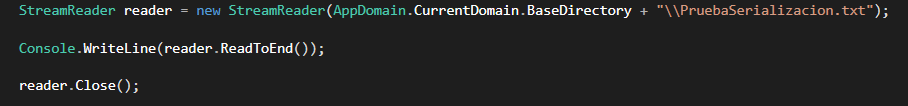 StreamReader reader = new StreamReader(AppDomain.CurrentDomain.BaseDirectory + "\\PruebaSerializacion.txt");
Console.WriteLine(reader.ReadToEnd());
reader.Close();